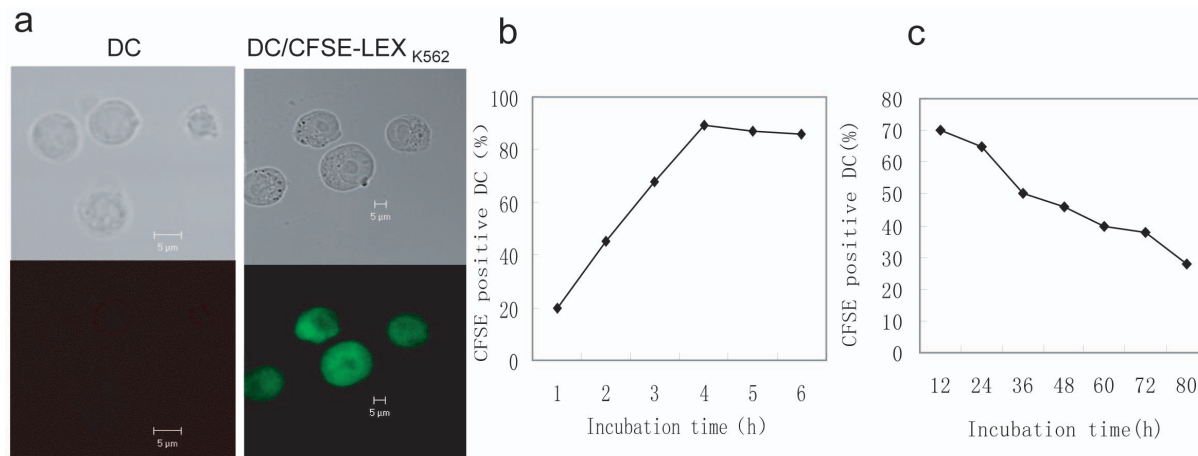 a
DC
DC/CFSE-LEX K562
5 μm
5 μm
5 μm
5 μm
b
CFSE positive DC (%)
100
80
60
40
20
0
1 2 3 4 5 6
Incubation time (h)
c
CFSE positive DC(%)
80
70
60
50
40
30
20
10
0
12 24 36 48 60 72 80
Incubation time(h)